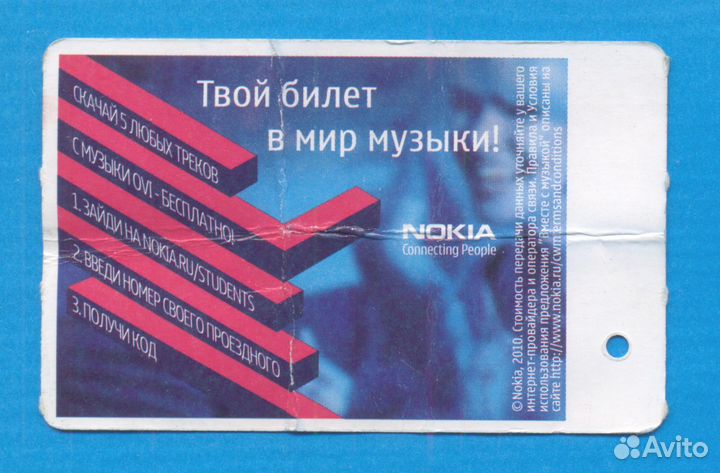 Твой билет
в мир музыки!
СКАЧАЙ 5 ЛЮБЫХ ТРЕКОВ
С МУЗЫКИ OVI - БЕСПЛАТНО!
1. ЗАЙДИ НА NOKIA.RU/STUDENTS
2. ВВЕДИ НОМЕР СВОЕГО ПРОЕЗДНОГО
3. ПОЛУЧИ КОД
NOKIA
Connecting People
© Nokia, 2010. Стоимость передачи данных уточняйте у вашего
интернет-провайдера и оператора связи. Правила и Условия
использования предложения "Вместе с музыкой" описаны на
сайте http://www.nokia.ru/cwm.termsandconditions
Avito